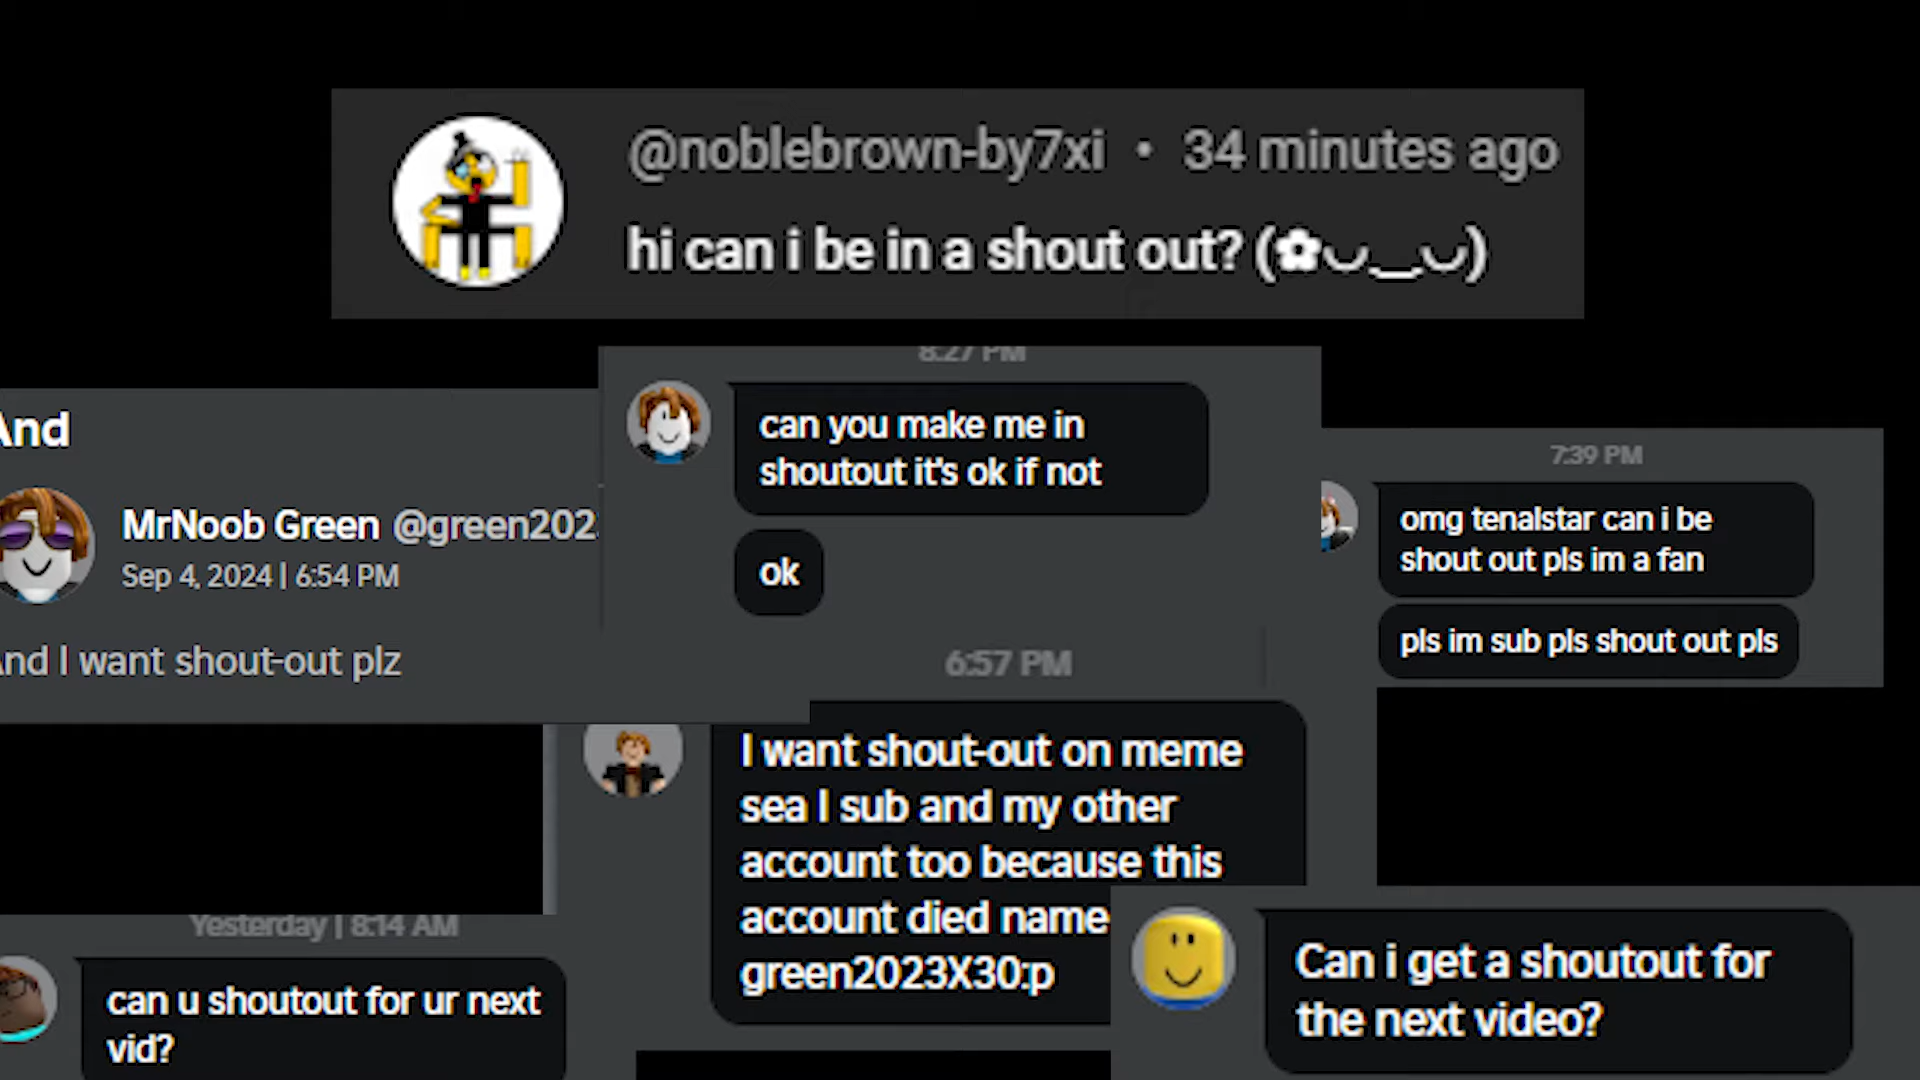 @noblebrown-by7xi • 34 minutes ago
hi can i be in a shout out? (✿◡‿◡)
8:27 PM
can you make me in
shoutout it's ok if not
ok
And
MrNoob Green @green202
Sep 4, 2024 | 6:54 PM
And I want shout-out plz
7:39 PM
omg tenalstar can i be
shout out pls im a fan
pls im sub pls shout out pls
6:57 PM
I want shout-out on meme
sea I sub and my other
account too because this
account died name
green2023X30:p
Yesterday | 8:14 AM
can u shoutout for ur next
vid?
Can i get a shoutout for
the next video?